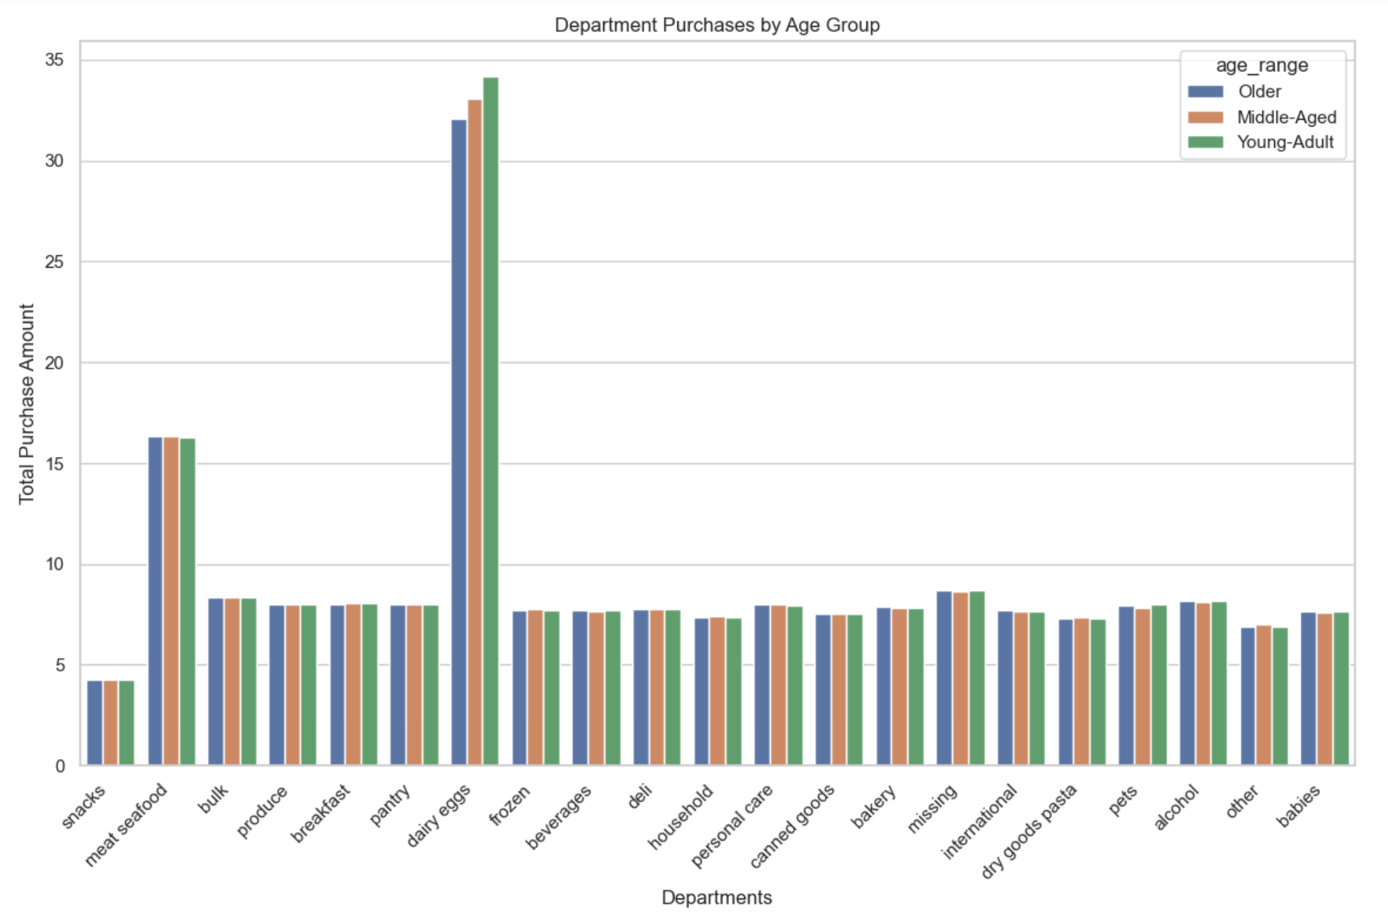 Department Purchases by Age Group
age_range
Older
Middle-Aged
Young-Adult
Total Purchase Amount
35
30
25
20
15
10
5
0
snacks
meat seafood
bulk
produce
breakfast
pantry
dairy eggs
frozen
beverages
deli
household
personal care
canned goods
bakery
missing
international
dry goods pasta
pets
alcohol
other
babies
Departments